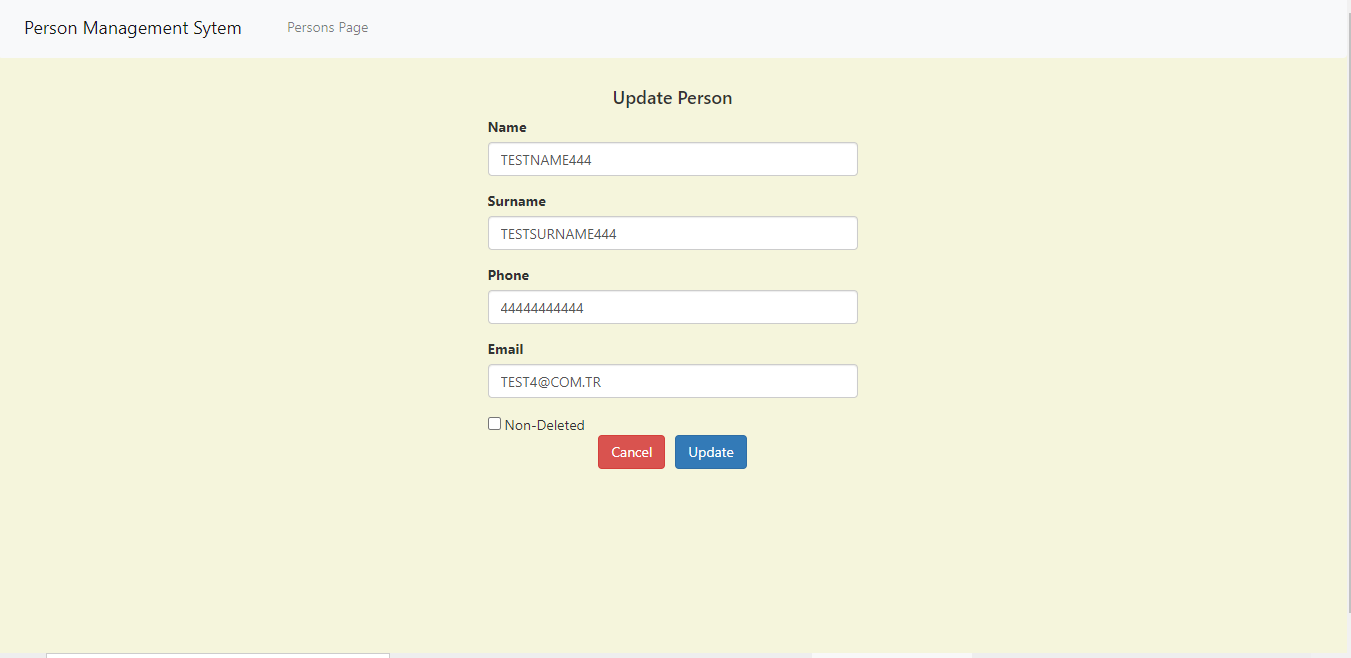 Person Management Sytem Persons Page
Update Person
Name
TESTNAME444
Surname
TESTSURNAME444
Phone
44444444444
Email
TEST4@COM.TR
Non-Deleted
Cancel Update